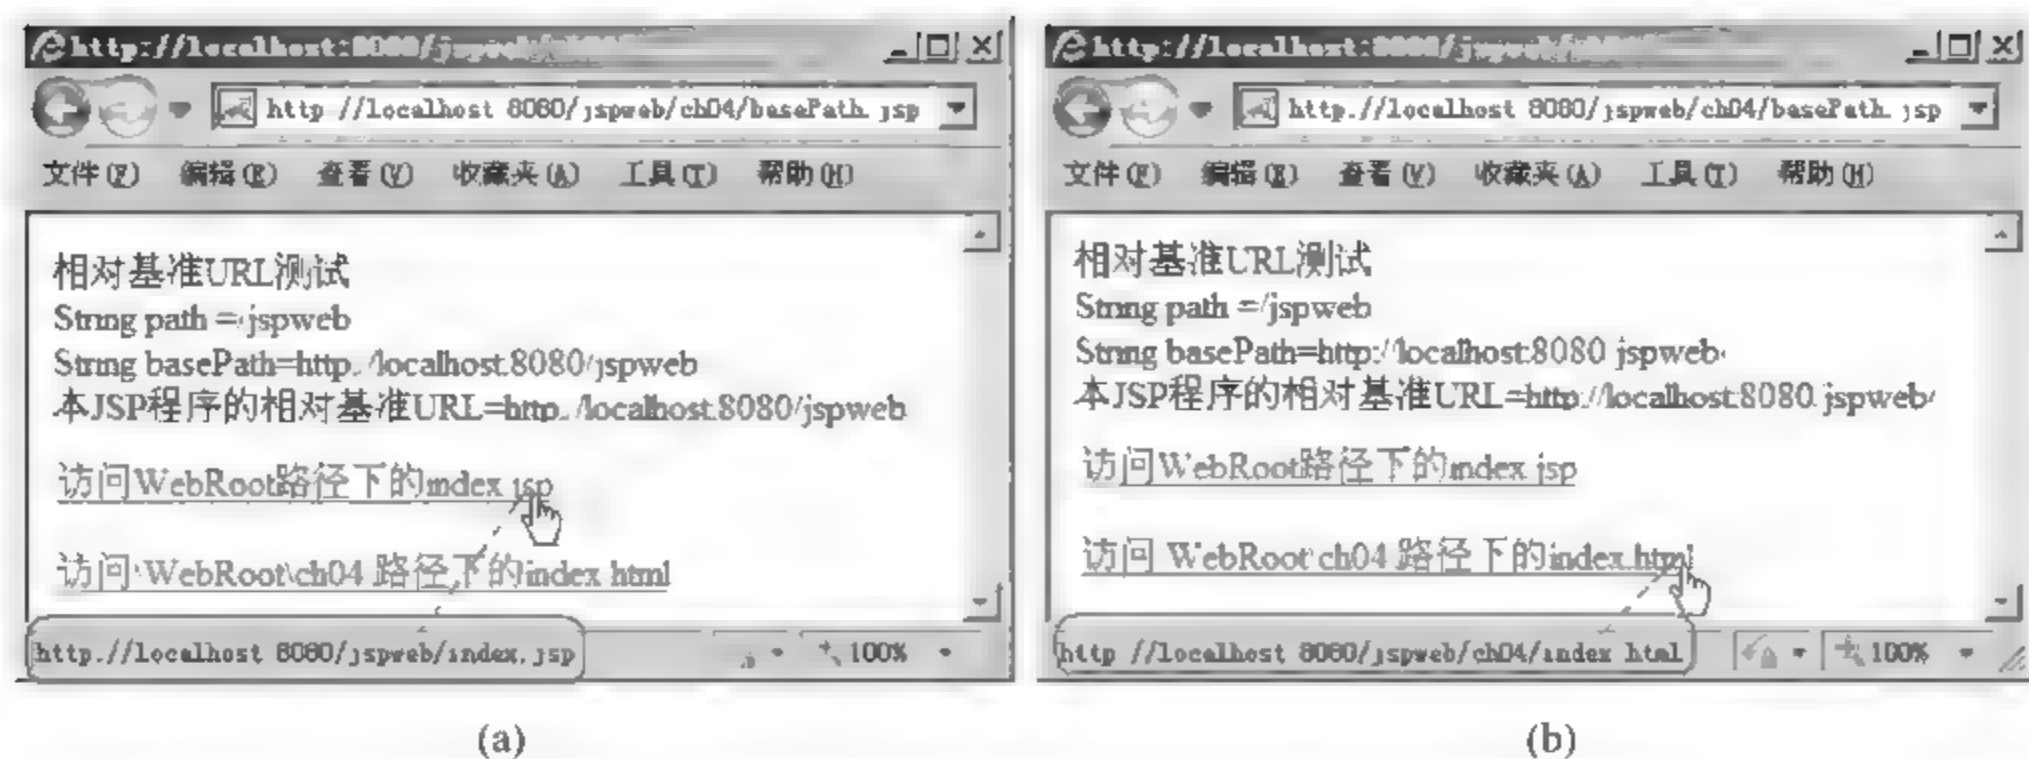 http://localhost:8080/jspweb/
http://localhost:8080/jspweb/ch04/basePath.jsp
文件(F) 编辑(E) 查看(V) 收藏夹(A) 工具(T) 帮助(H)
相对基准URL测试
String path =/jspweb
String basePath=http://localhost:8080/jspweb
本JSP程序的相对基准URL=http://localhost:8080/jspweb
访问WebRoot路径下的index.jsp
访问\WebRoot\ch04 路径下的index.html
http://localhost:8080/jspweb/index.jsp
100%
(a)
http://localhost:8080/jspweb/
http://localhost:8080/jspweb/ch04/basePath.jsp
文件(F) 编辑(E) 查看(V) 收藏夹(A) 工具(T) 帮助(H)
相对基准URL测试
String path =/jspweb
String basePath=http://localhost:8080/jspweb/
本JSP程序的相对基准URL=http://localhost:8080/jspweb/
访问WebRoot路径下的index.jsp
访问\WebRoot\ch04 路径下的index.html
http://localhost:8080/jspweb/ch04/index.html
100%
(b)